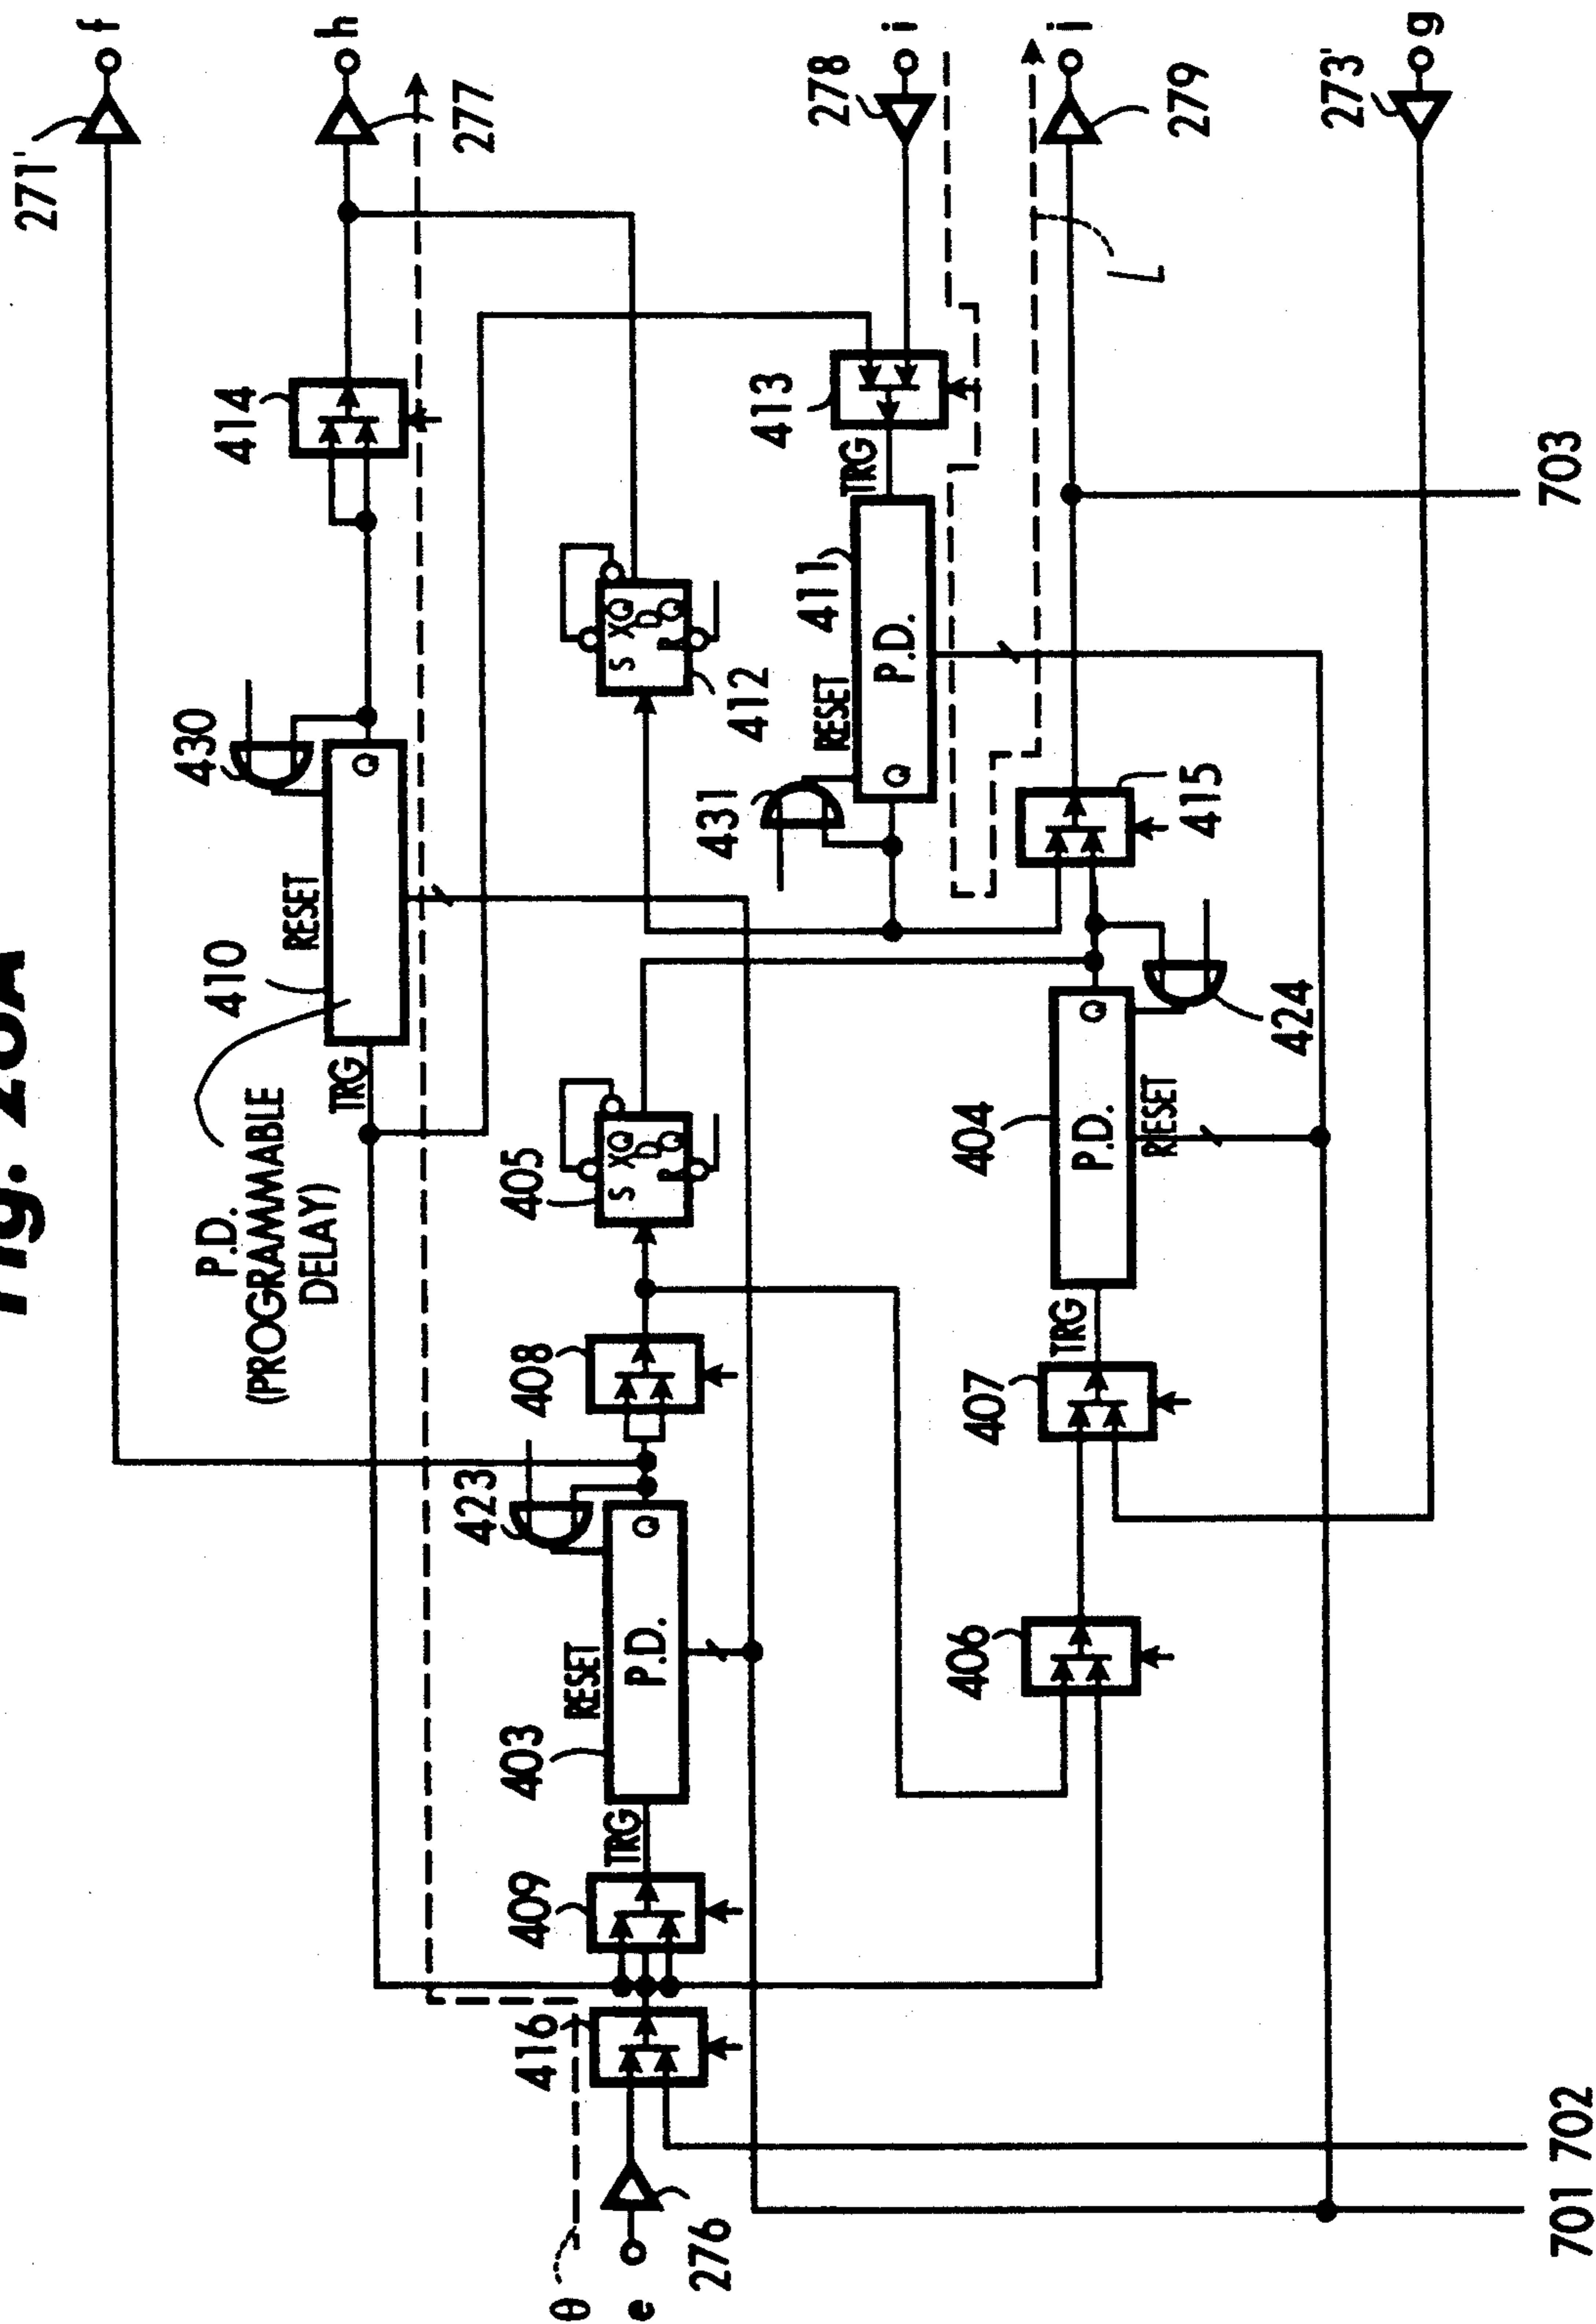 Fig. 28A
271'
f
h
277
414
430
410
RESET
Q
TRG
P.D.
(PROGRAMMABLE
DELAY)
i
278
413
TRG
411
P.D.
RESET
Q
431
412
S
XQ
D
Q
R
i
279
L
g
273'
703
415
424
404
P.D.
Q
RESET
TRG
407
406
405
S
XQ
D
Q
R
408
423
403
RESET
P.D.
Q
TRG
409
416
θ
e
276
701
702